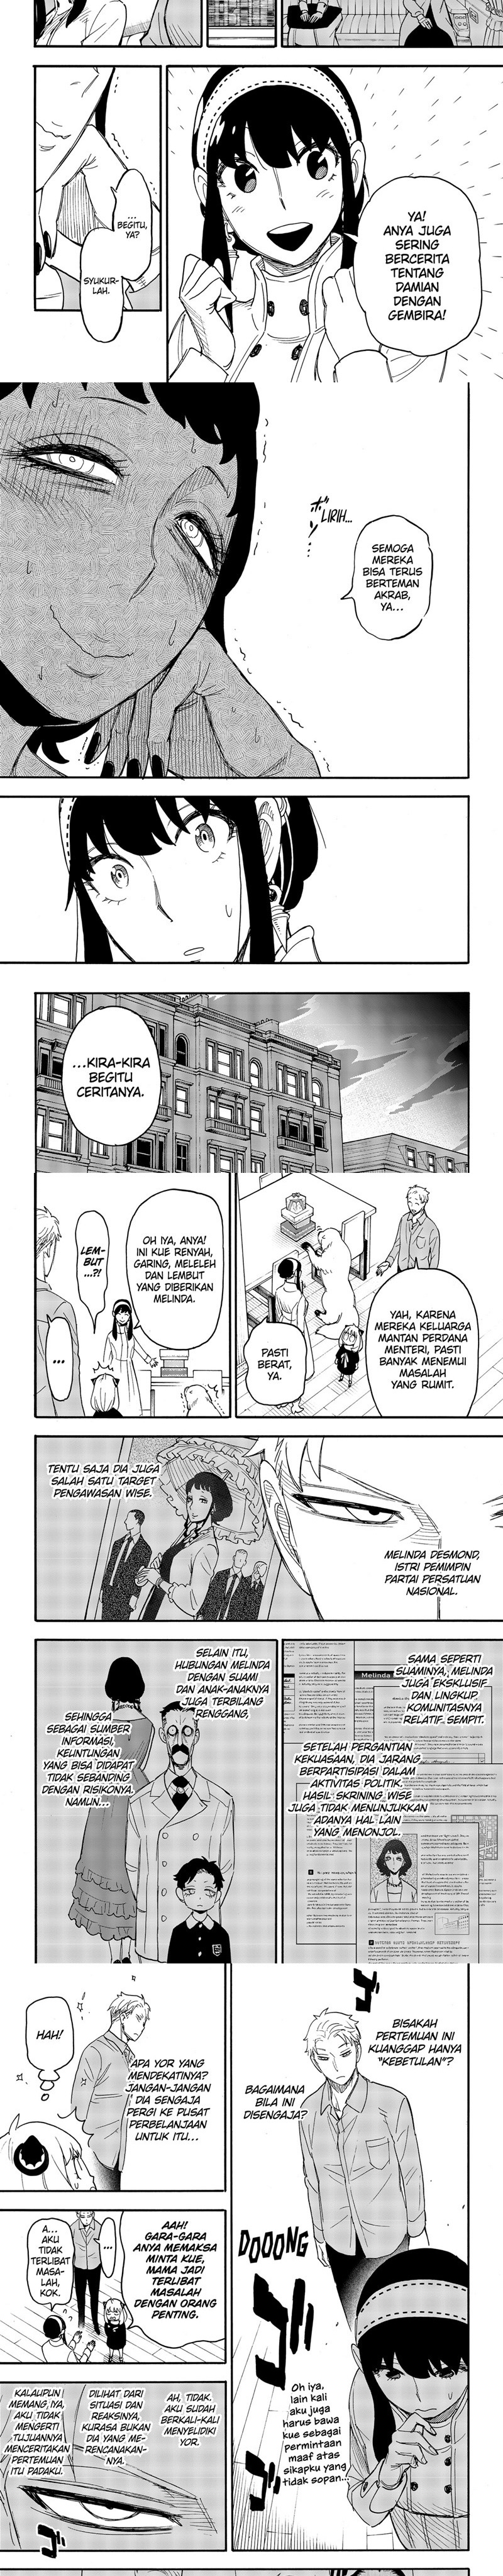 YA!
ANYA JUGA
SERING
BERCERITA
TENTANG
DAMIAN
DENGAN
GEMBIRA!
...
BEGITU,
YA?
SYUKUR-
LAH.
LIRIH...
SEMOGA
MEREKA
BISA TERUS
BERTEMAN
AKRAB,
YA...
...KIRA-KIRA
BEGITU
CERITANYA.
YAH, KARENA
MEREKA KELUARGA
MANTAN PERDANA
MENTERI, PASTI
BANYAK MENEMUI
MASALAH
YANG RUMIT.
PASTI
BERAT,
YA.
OH IYA, ANYA!
INI KUE RENYAH,
GARING, MELELEH
DAN LEMBUT
YANG DIBERIKAN
MELINDA.
LEM-
BUT
...?!
...
MELINDA DESMOND,
ISTRI PEMIMPIN
PARTAI PERSATUAN
NASIONAL.
TENTU SAJA DIA JUGA
SALAH SATU TARGET
PENGAWASAN WISE.
SAMA SEPERTI
SUAMINYA, MELINDA
JUGA EKSKLUSIF
DAN LINGKUP
KOMUNITASNYA
RELATIF SEMPIT.
Melinda
SETELAH PERGANTIAN
KEKUASAAN, DIA JARANG
BERPARTISIPASI DALAM
AKTIVITAS POLITIK.
HASIL SKRINING WISE
JUGA TIDAK MENUNJUKKAN
ADANYA HAL LAIN
YANG MENONJOL.
SELAIN ITU,
HUBUNGAN MELINDA
DENGAN SUAMI
DAN ANAK-ANAKNYA
JUGA TERBILANG
RENGGANG,
SEHINGGA
SEBAGAI SUMBER
INFORMASI,
KEUNTUNGAN
YANG BISA DIDAPAT
TIDAK SEBANDING
DENGAN RISIKONYA.
NAMUN...
BISAKAH
PERTEMUAN INI
KUANGGAP HANYA
"KEBETULAN"?
BAGAIMANA
BILA INI
DISENGAJA?
APA YOR YANG
MENDEKATINYA?
JANGAN-JANGAN
DIA SENGAJA
PERGI KE PUSAT
PERBELANJAAN
UNTUK ITU...
HAH!
DOOONG
Oh iya,
lain kali
aku juga
harus bawa
kue sebagai
permintaan
maaf atas
sikapku yang
tidak sopan...
AAH!
GARA-GARA
ANYA MEMAKSA
MINTA KUE,
MAMA JADI
TERLIBAT
MASALAH
DENGAN ORANG
PENTING.
...
A...
AKU
TIDAK
TERLIBAT
MASA-
LAH,
KOK.
AH, TIDAK.
AKU SUDAH
BERKALI-KALI
MENYELIDIKI
YOR.
DILIHAT DARI
SITUASI DAN
REAKSINYA,
KURASA BUKAN
DIA YANG ME-
RENCANAKAN-
NYA.
KALAUPUN
MEMANG IYA,
AKU TIDAK
MENGERTI
TUJUANNYA
MENCERITAKAN
PERTEMUAN
ITU PADAKU.